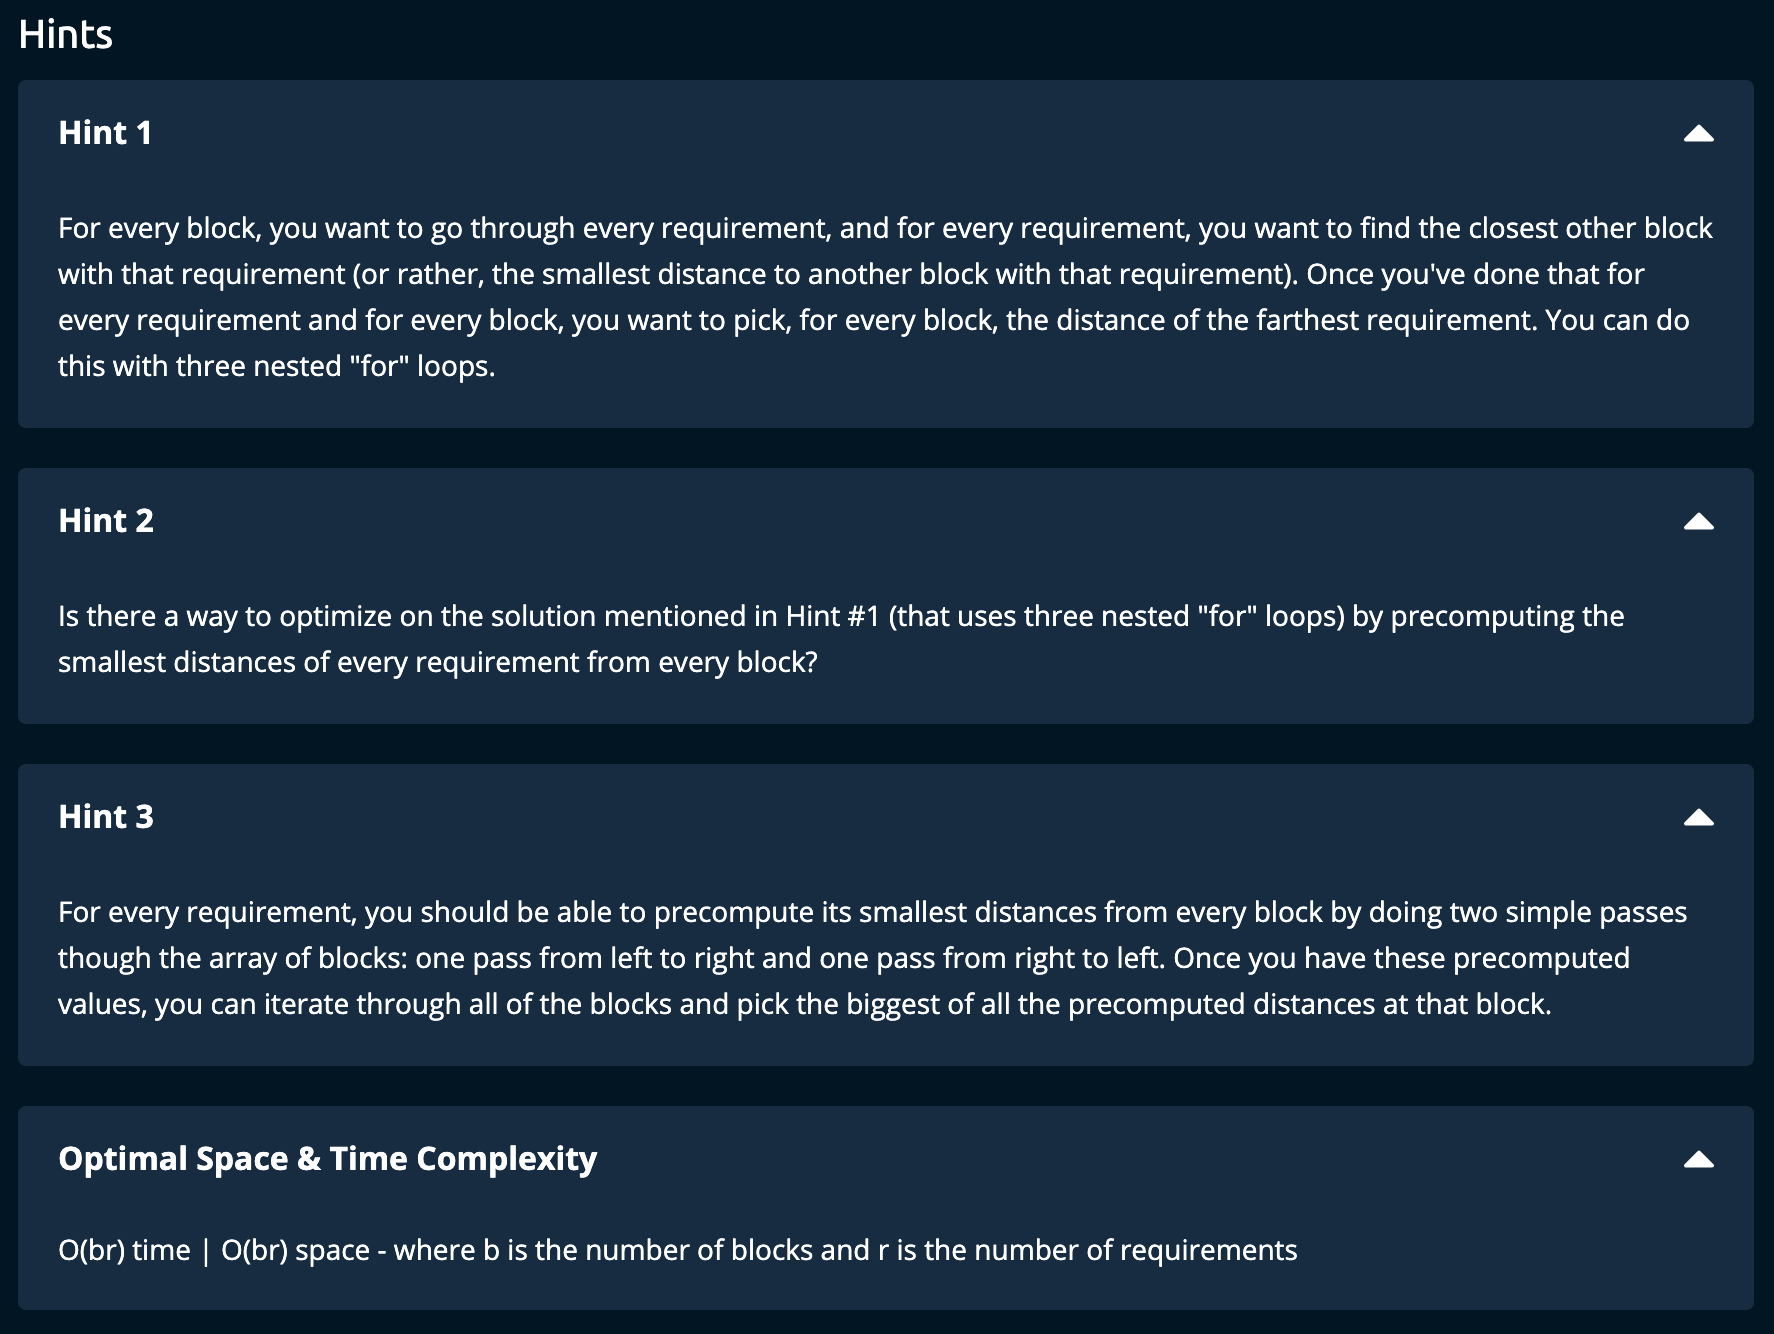 Hints
Hint 1
For every block, you want to go through every requirement, and for every requirement, you want to find the closest other block
with that requirement (or rather, the smallest distance to another block with that requirement). Once you've done that for
every requirement and for every block, you want to pick, for every block, the distance of the farthest requirement. You can do
this with three nested "for" loops.
Hint 2
Is there a way to optimize on the solution mentioned in Hint #1 (that uses three nested "for" loops) by precomputing the
smallest distances of every requirement from every block?
Hint 3
For every requirement, you should be able to precompute its smallest distances from every block by doing two simple passes
though the array of blocks: one pass from left to right and one pass from right to left. Once you have these precomputed
values, you can iterate through all of the blocks and pick the biggest of all the precomputed distances at that block.
Optimal Space & Time Complexity
O(br) time | O(br) space - where b is the number of blocks and r is the number of requirements